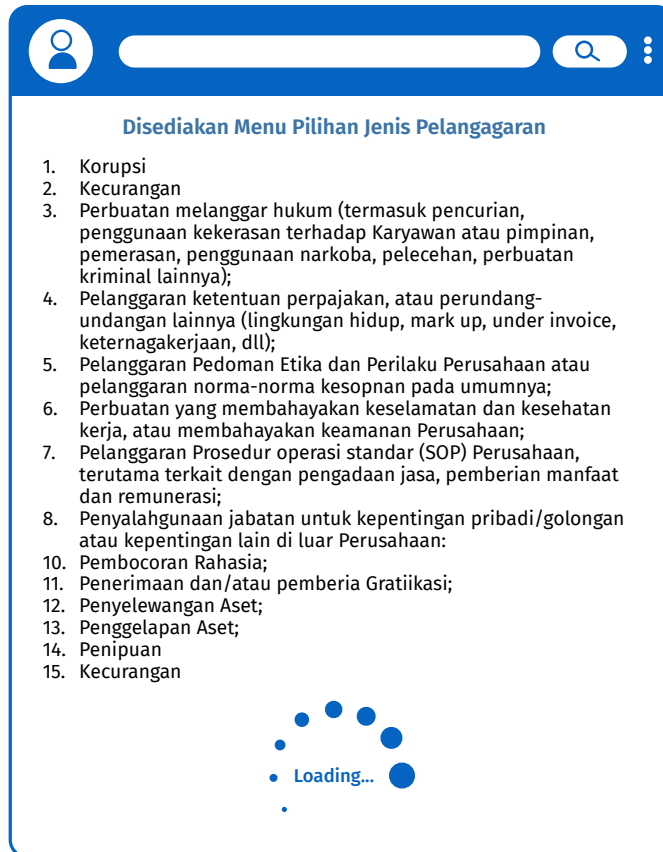 Disediakan Menu Pilihan Jenis Pelangagaran
1. Korupsi
2. Kecurangan
3. Perbuatan melanggar hukum (termasuk pencurian,
penggunaan kekerasan terhadap Karyawan atau pimpinan,
pemerasan, penggunaan narkoba, pelecehan, perbuatan
kriminal lainnya);
4. Pelanggaran ketentuan perpajakan, atau perundang-
undangan lainnya (lingkungan hidup, mark up, under invoice,
keternagakerjaan, dll);
5. Pelanggaran Pedoman Etika dan Perilaku Perusahaan atau
pelanggaran norma-norma kesopnan pada umumnya;
6. Perbuatan yang membahayakan keselamatan dan kesehatan
kerja, atau membahayakan keamanan Perusahaan;
7. Pelanggaran Prosedur operasi standar (SOP) Perusahaan,
terutama terkait dengan pengadaan jasa, pemberian manfaat
dan remunerasi;
8. Penyalahgunaan jabatan untuk kepentingan pribadi/golongan
atau kepentingan lain di luar Perusahaan:
10. Pembocoran Rahasia;
11. Penerimaan dan/atau pemberia Gratiikasi;
12. Penyelewangan Aset;
13. Penggelapan Aset;
14. Penipuan
15. Kecurangan
Loading...